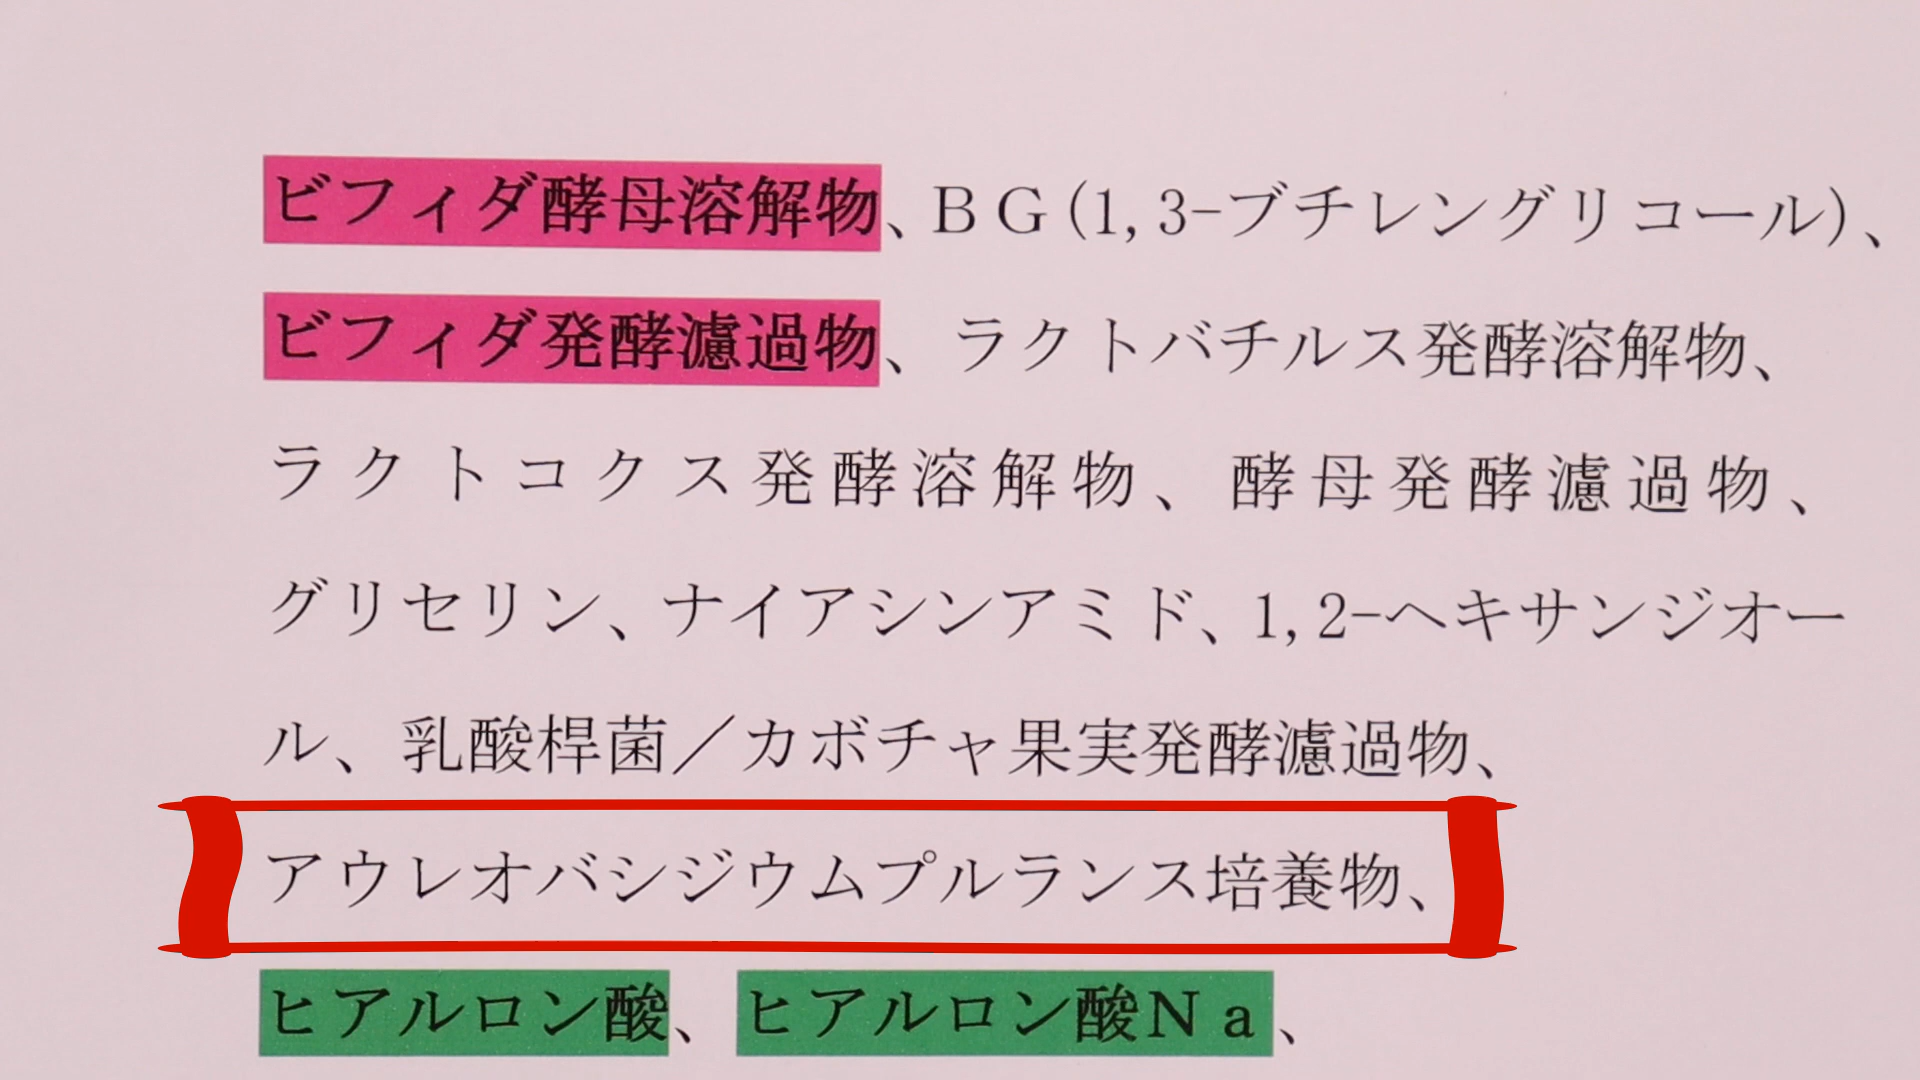 ビフィダ酵母溶解物、ＢＧ(1,3-ブチレングリコール)、
ビフィダ発酵濾過物、ラクトバチルス発酵溶解物、
ラクトコクス発酵溶解物、酵母発酵濾過物、
グリセリン、ナイアシンアミド、1,2-ヘキサンジオー
ル、乳酸桿菌／カボチャ果実発酵濾過物、
アウレオバシジウムプルランス培養物、
ヒアルロン酸、ヒアルロン酸Ｎａ、